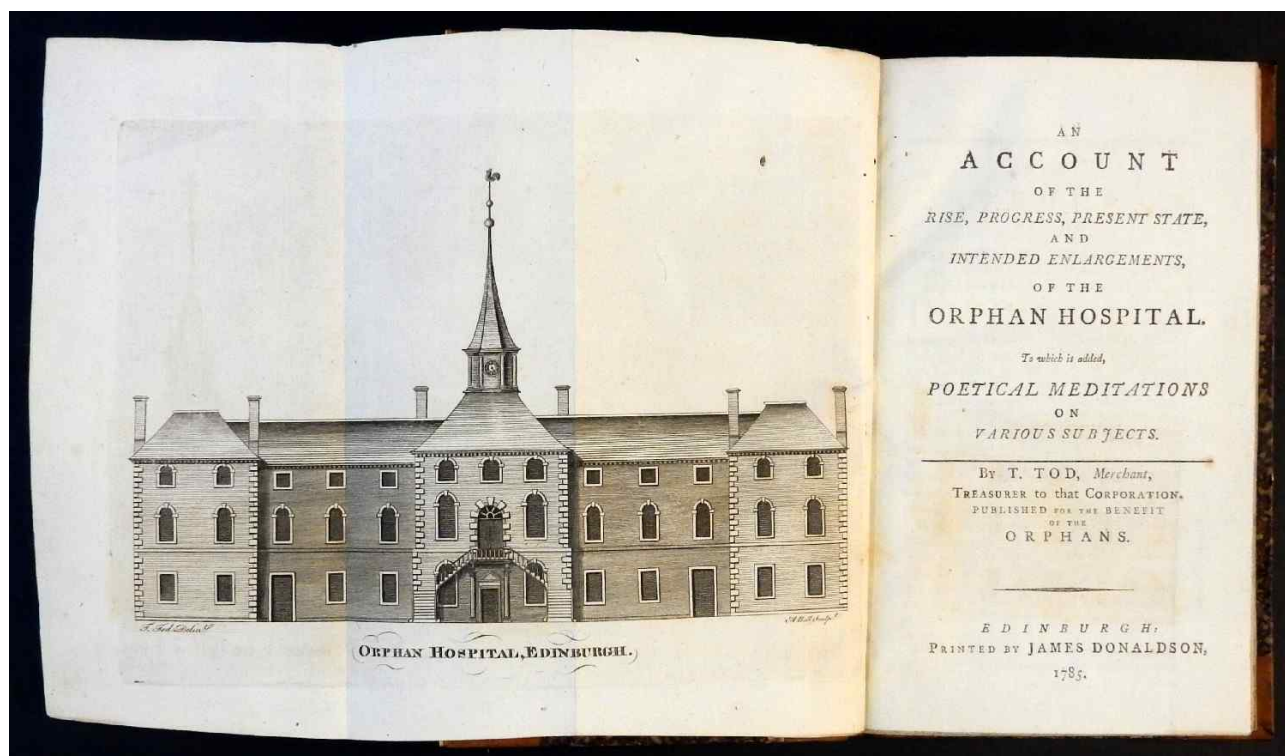 T. Tod Delin.t
ORPHAN HOSPITAL, EDINBURGH.
AN
ACCOUNT
OF THE
RISE, PROGRESS, PRESENT STATE,
AND
INTENDED ENLARGEMENTS,
OF THE
ORPHAN HOSPITAL.
To which is added,
POETICAL MEDITATIONS
ON
VARIOUS SUBJECTS.
BY T. TOD, Merchant,
TREASURER to that CORPORATION.
PUBLISHED FOR THE BENEFIT
OF THE
ORPHANS.
EDINBURGH:
PRINTED BY JAMES DONALDSON,
1785.